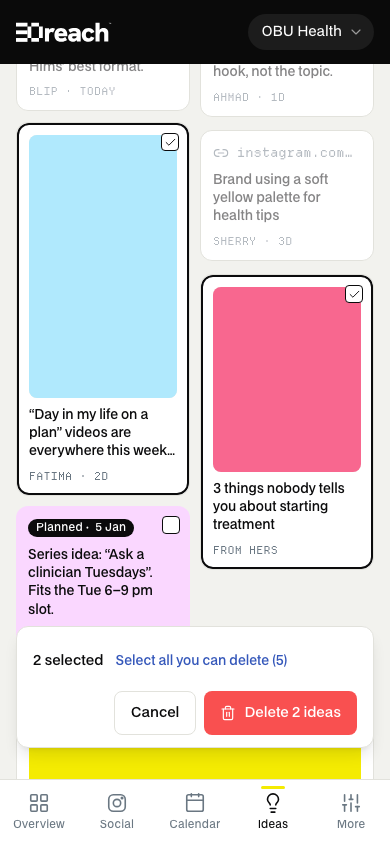 reach
OBU Health
Hims' best format.
BLIP · TODAY
hook, not the topic.
AHMAD · 1D
instagram.com…
Brand using a soft
yellow palette for
health tips
SHERRY · 3D
“Day in my life on a
plan” videos are
everywhere this week…
FATIMA · 2D
3 things nobody tells
you about starting
treatment
FROM HERS
Planned · 5 Jan
Series idea: “Ask a
clinician Tuesdays”.
Fits the Tue 6–9 pm
slot.
2 selected Select all you can delete (5)
Cancel Delete 2 ideas
Overview Social Calendar Ideas More